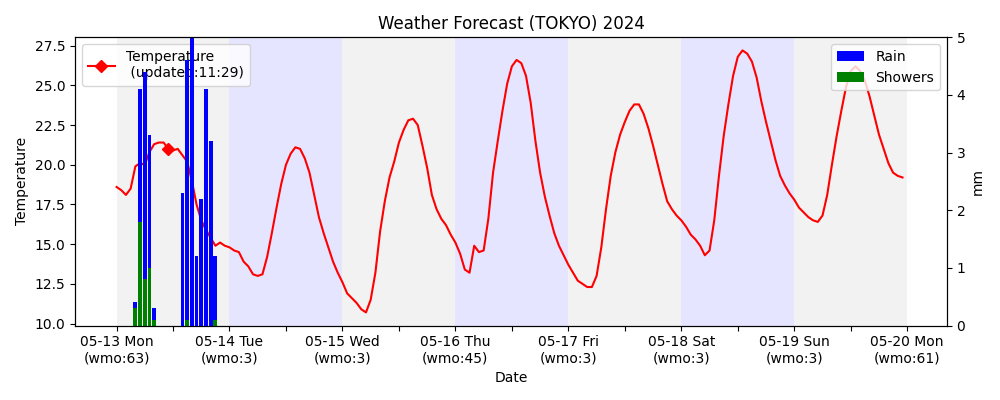 Weather Forecast (TOKYO) 2024
Temperature
(updated:11:29)
Rain
Showers
Temperature
27.5
25.0
22.5
20.0
17.5
15.0
12.5
10.0
5
4
3
2
1
0
mm
05-13 Mon 05-14 Tue 05-15 Wed 05-16 Thu 05-17 Fri 05-18 Sat 05-19 Sun 05-20 Mon
(wmo:63) (wmo:3) (wmo:3) (wmo:45) (wmo:3) (wmo:3) (wmo:3) (wmo:61)
Date